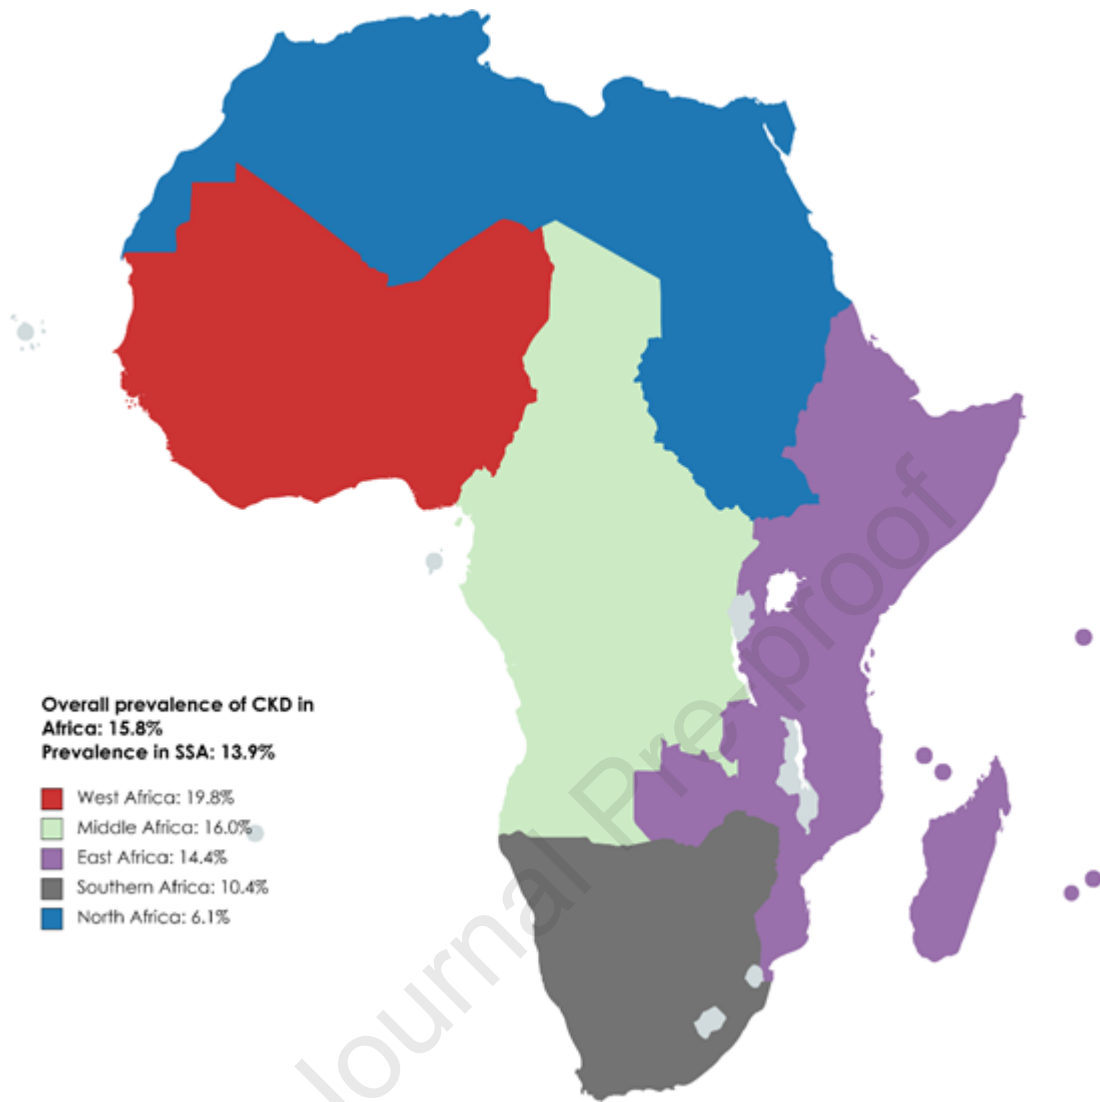 Overall prevalence of CKD in
Africa: 15.8%
Prevalence in SSA: 13.9%
West Africa: 19.8%
Middle Africa: 16.0%
East Africa: 14.4%
Southern Africa: 10.4%
North Africa: 6.1%
Journal Pre-proof